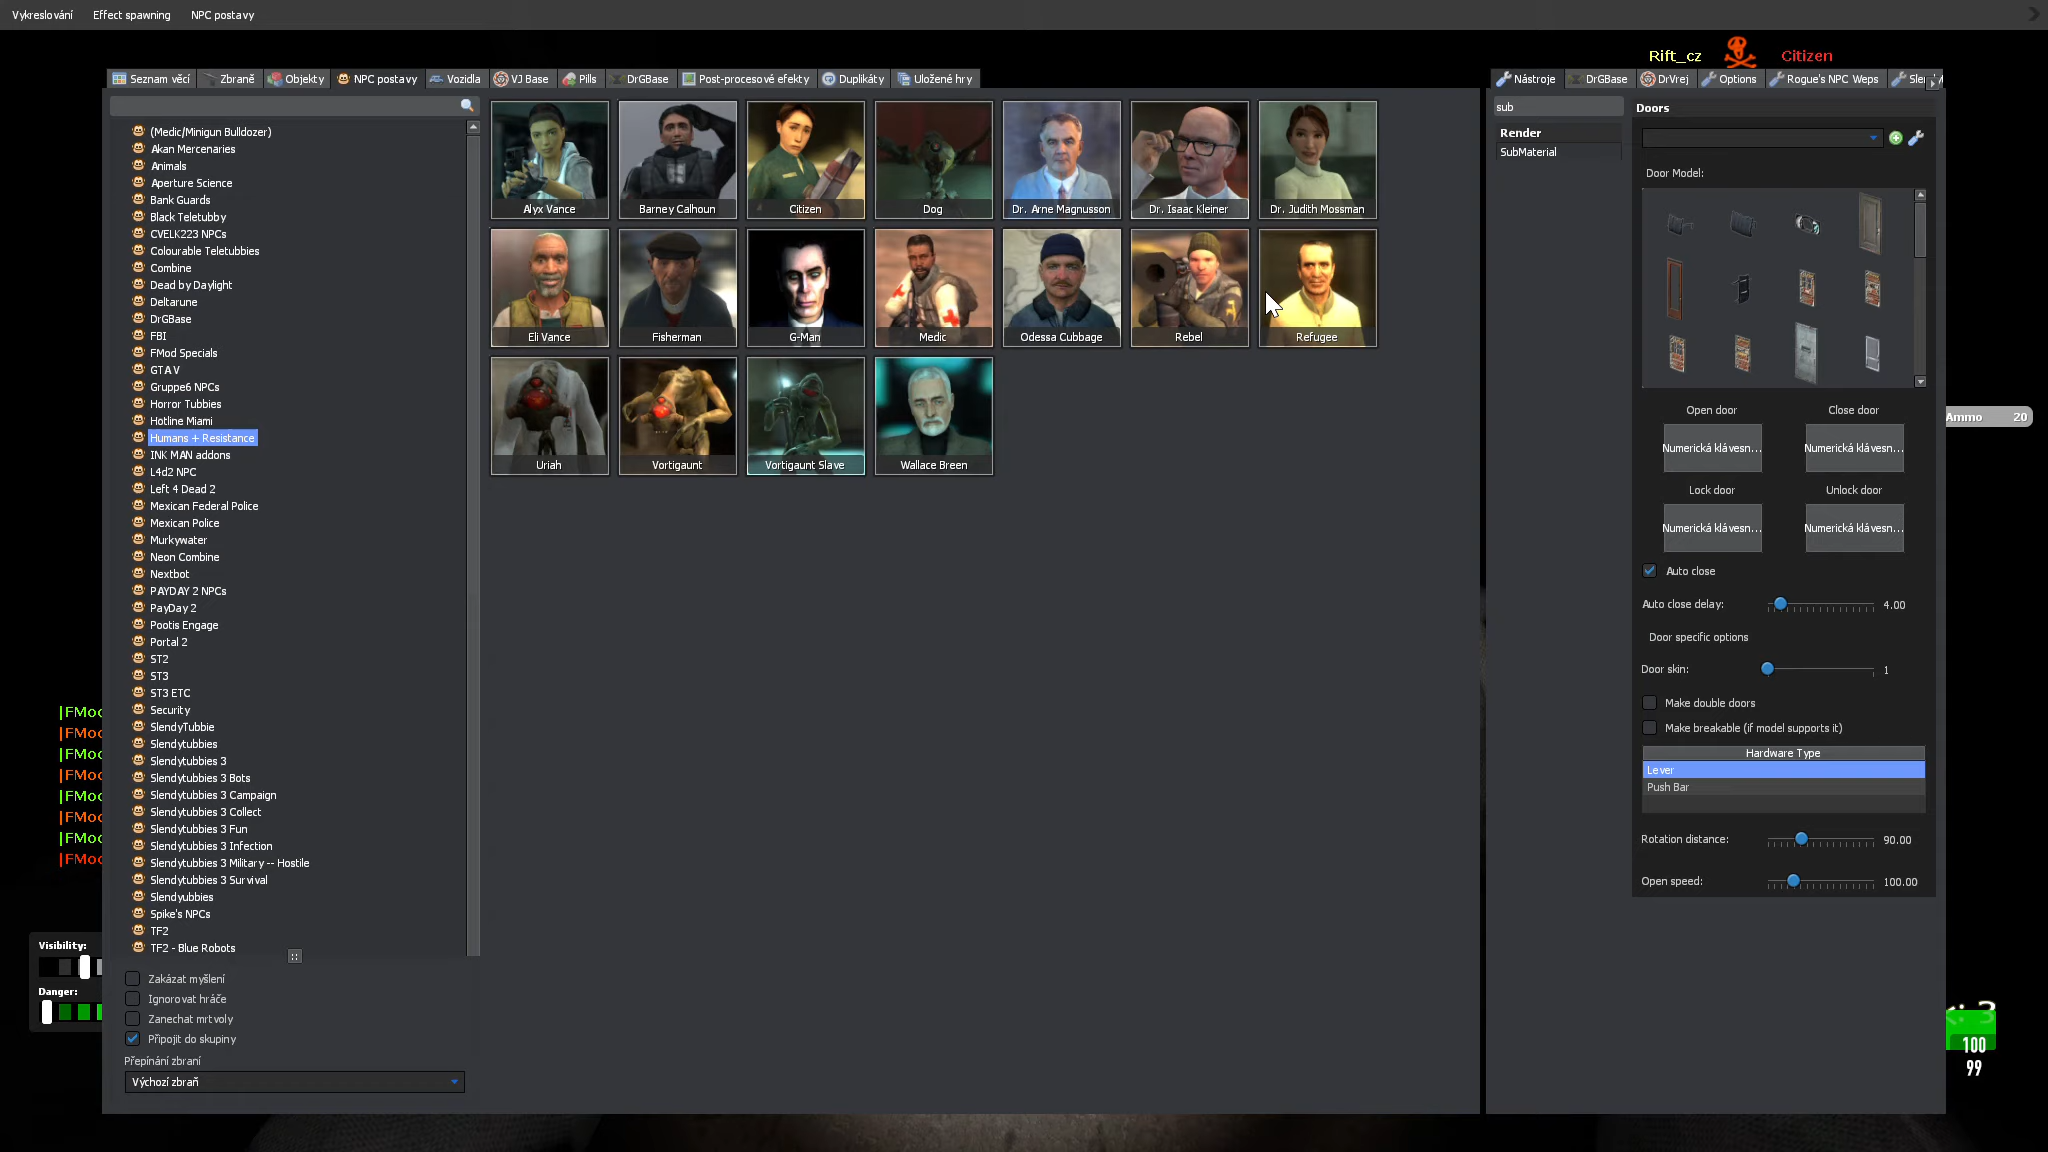 Vykreslování Effect spawning NPC postavy
Rift_cz Citizen
Seznam věcí Zbraně Objekty NPC postavy Vozidla VJ Base Pills DrGBase Post-procesové efekty Duplikáty Uložené hry
Nástroje DrGBase DrVrej Options Rogue's NPC Weps
(Medic/Minigun Bulldozer)
Akan Mercenaries
Animals
Aperture Science
Bank Guards
Black Teletubby
CVELK223 NPCs
Colourable Teletubbies
Combine
Dead by Daylight
Deltarune
DrGBase
FBI
FMod Specials
GTA V
Gruppe6 NPCs
Horror Tubbies
Hotline Miami
Humans + Resistance
INK MAN addons
L4d2 NPC
Left 4 Dead 2
Mexican Federal Police
Mexican Police
Murkywater
Neon Combine
Nextbot
PAYDAY 2 NPCs
PayDay 2
Pootis Engage
Portal 2
ST2
ST3
ST3 ETC
Security
SlendyTubbie
Slendytubbies
Slendytubbies 3
Slendytubbies 3 Bots
Slendytubbies 3 Campaign
Slendytubbies 3 Collect
Slendytubbies 3 Fun
Slendytubbies 3 Infection
Slendytubbies 3 Military -- Hostile
Slendytubbies 3 Survival
Slendyubbies
Spike's NPCs
TF2
TF2 - Blue Robots
Zakázat myšlení
Ignorovat hráče
Zanechat mrtvoly
Připojit do skupiny
Přepínání zbraní
Výchozí zbraň
Alyx Vance Barney Calhoun Citizen Dog Dr. Arne Magnusson Dr. Isaac Kleiner Dr. Judith Mossman
Eli Vance Fisherman G-Man Medic Odessa Cubbage Rebel Refugee
Uriah Vortigaunt Vortigaunt Slave Wallace Breen
sub
Render
SubMaterial
Doors
Door Model:
Open door Close door
Numerická klávesn... Numerická klávesn...
Lock door Unlock door
Numerická klávesn... Numerická klávesn...
Auto close
Auto close delay: 4.00
Door specific options
Door skin: 1
Make double doors
Make breakable (if model supports it)
Hardware Type
Lever
Push Bar
Rotation distance: 90.00
Open speed: 100.00
Visibility:
Danger:
Ammo 20
: 3
100
99